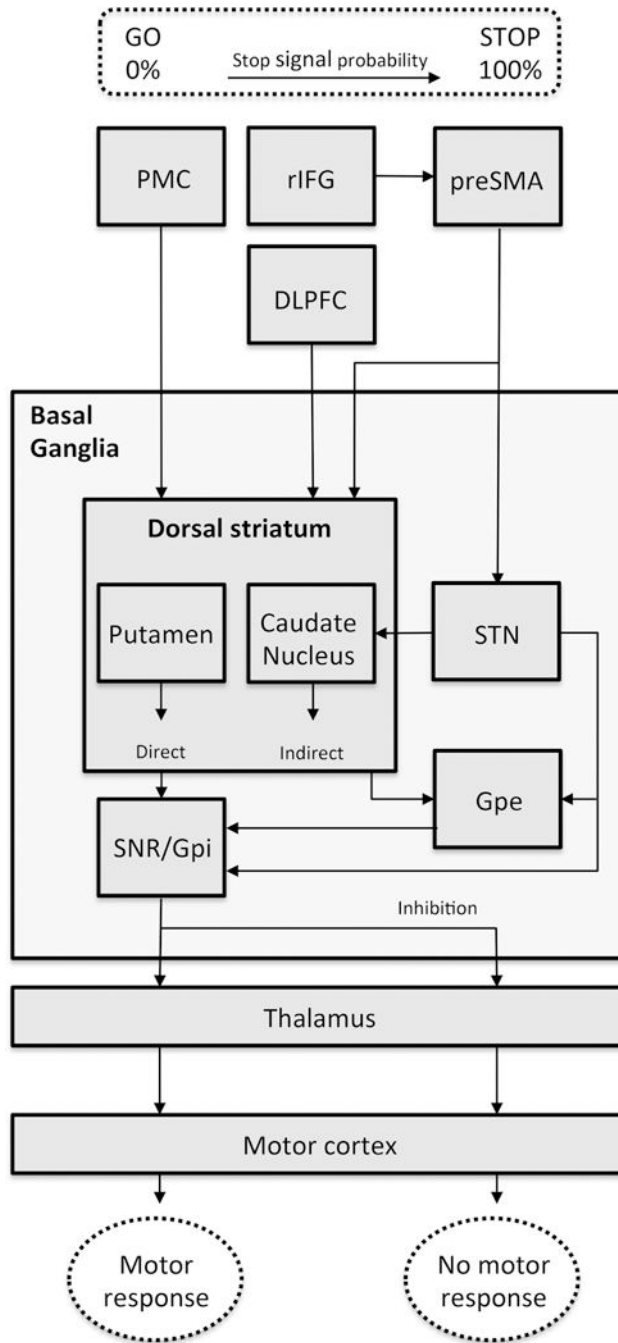 GO
0%
Stop signal probability
STOP
100%
PMC
rIFG
preSMA
DLPFC
Basal
Ganglia
Dorsal striatum
Putamen
Caudate
Nucleus
STN
Direct
Indirect
Gpe
SNR/Gpi
Inhibition
Thalamus
Motor cortex
Motor
response
No motor
response